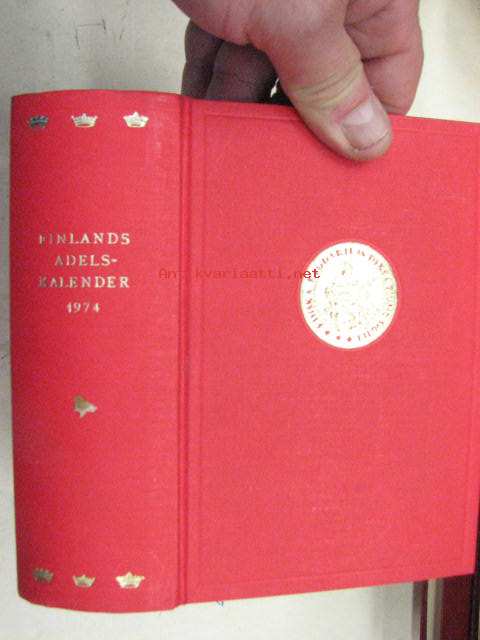 FINLANDS
ADELS-
KALENDER
1974
Antikvariaatti.net